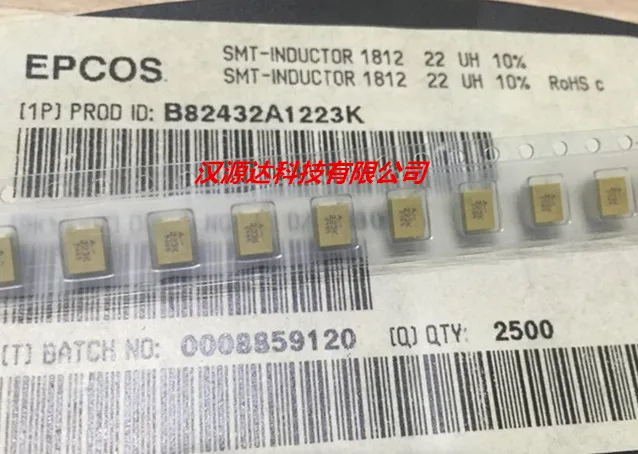 EPCOS
SMT-INDUCTOR 1812 22 UH 10%
SMT-INDUCTOR 1812 22 UH 10% RoHS c
[1P] PROD ID: B82432A1223K
汉源达科技有限公司
[T] BATCH NO: 0008859120 [Q] QTY: 2500